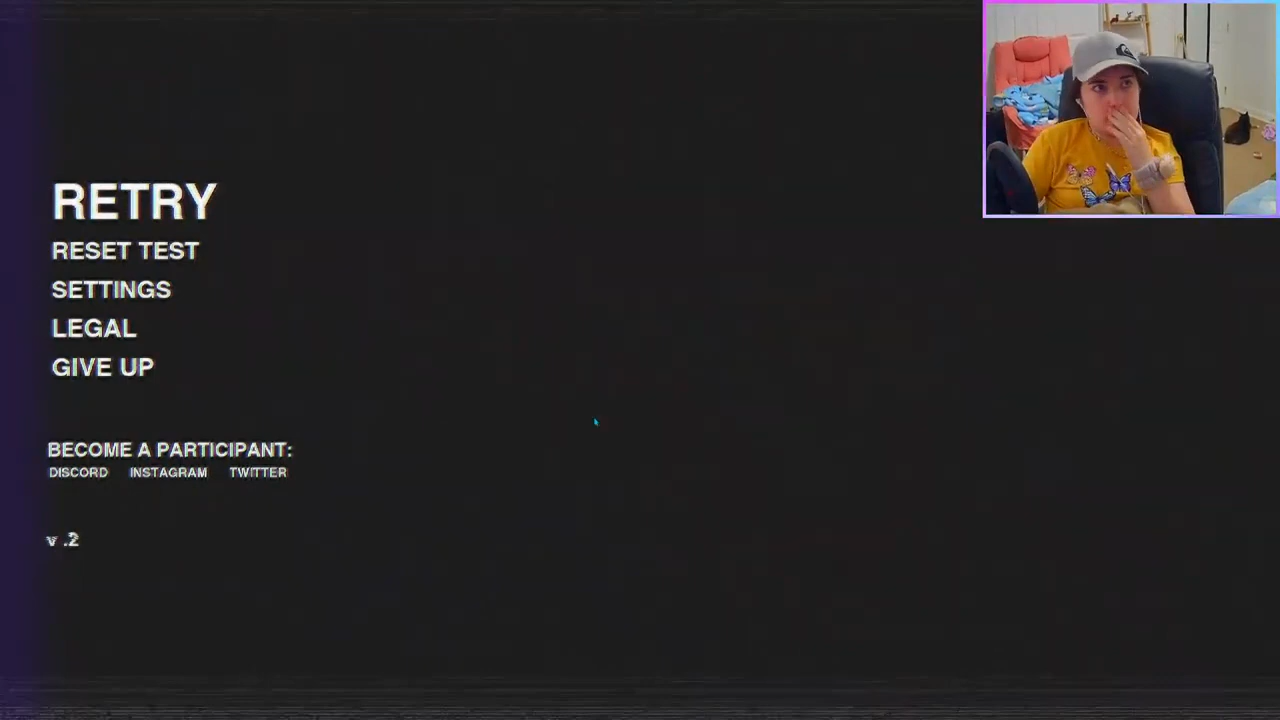 RETRY
RESET TEST
SETTINGS
LEGAL
GIVE UP
BECOME A PARTICIPANT:
DISCORD INSTAGRAM TWITTER
v .2